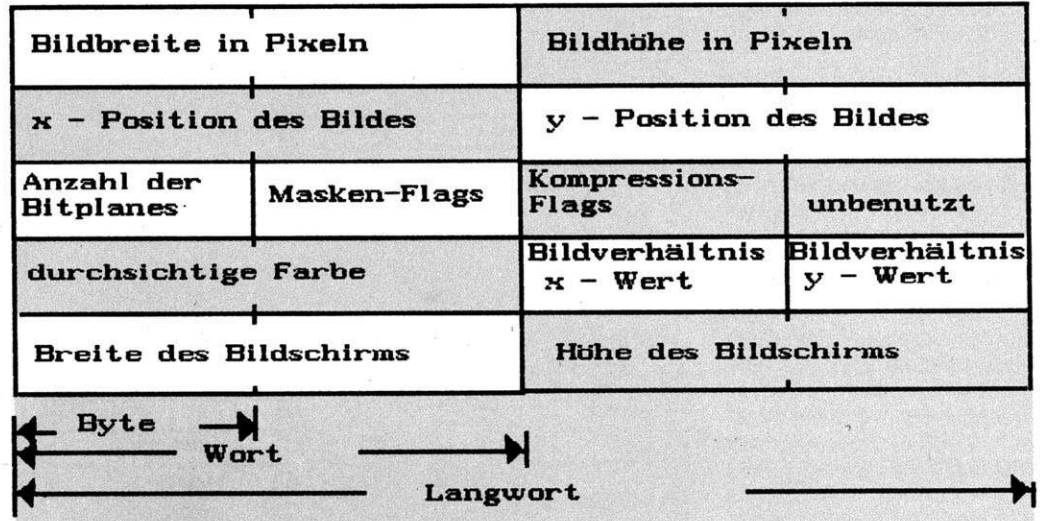 Bildbreite in Pixeln
Bildhöhe in Pixeln
x - Position des Bildes
y - Position des Bildes
Anzahl der
Bitplanes
Masken-Flags
Kompressions-
Flags
unbenutzt
durchsichtige Farbe
Bildverhältnis
x - Wert
Bildverhältnis
y - Wert
Breite des Bildschirms
Höhe des Bildschirms
Byte
Wort
Langwort